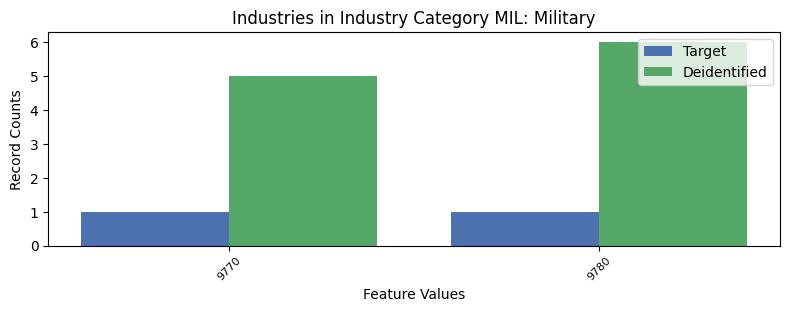 Industries in Industry Category MIL: Military
Record Counts
6
5
4
3
2
1
0
Target
Deidentified
9770
9780
Feature Values